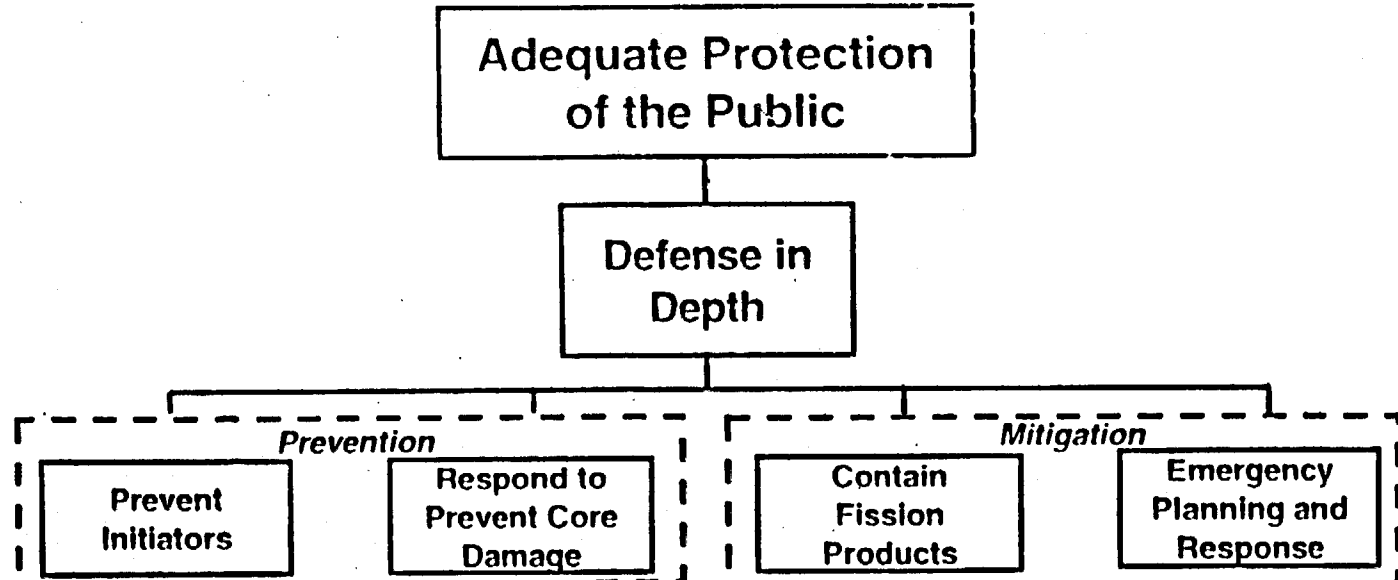 Adequate Protection
of the Public
Defense in
Depth
Prevention
Prevent
Initiators
Respond to
Prevent Core
Damage
Mitigation
Contain
Fission
Products
Emergency
Planning and
Response